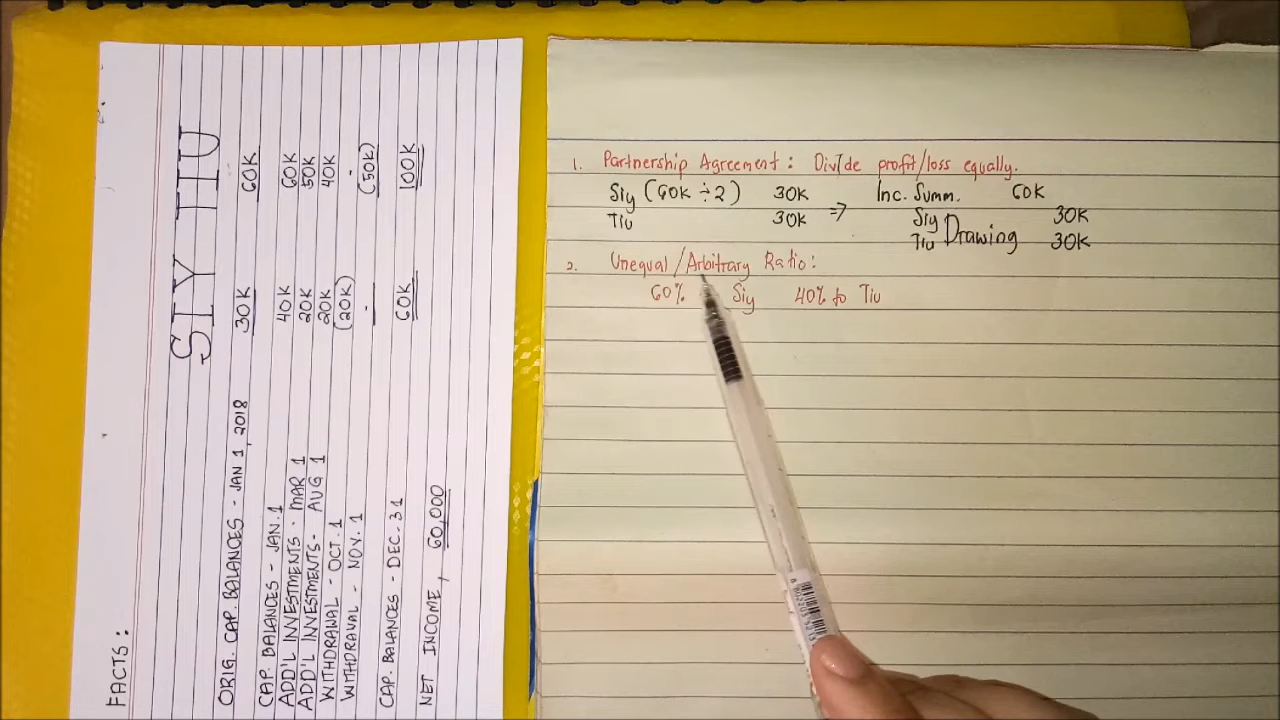 FACTS:
SIY TIU
ORIG. CAP. BALANCES - JAN 1, 2018 30K 60K
CAP. BALANCES - JAN. 1 40K 60K
ADD'L INVESTMENTS - MAR 1 20K 50K
ADD'L INVESTMENTS - AUG 1 20K 40K
WITHDRAWAL - OCT. 1 (20K) -
WITHDRAWAL - NOV. 1 - (50K)
CAP. BALANCES - DEC. 31 60K 100K
NET INCOME, 60,000
1. Partnership Agreement: Divide profit/loss equally.
Siy (60K ÷ 2) 30K ⇒ Inc. Summ. 60K
Tiu 30K Siy Drawing 30K
Tiu 30K
2. Unequal/Arbitrary Ratio:
60% Siy 40% to Tiu